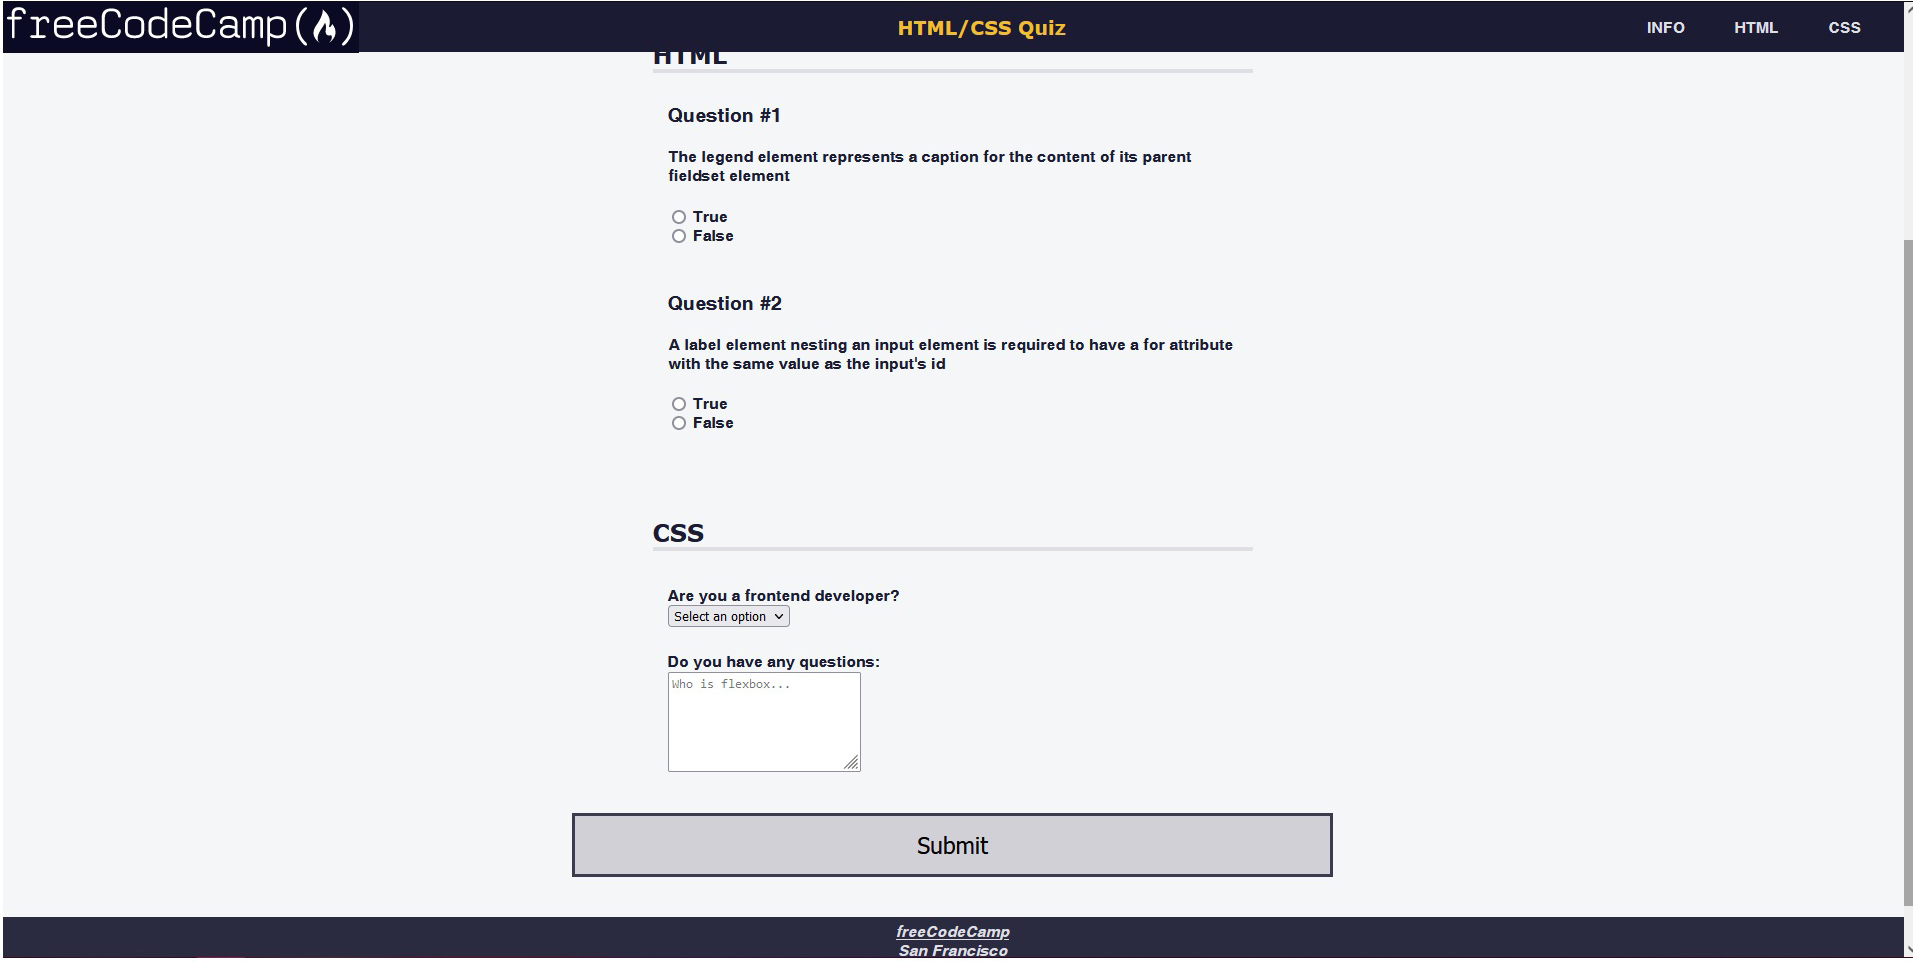 freeCodeCamp
HTML/CSS Quiz
INFO HTML CSS
HTML
Question #1
The legend element represents a caption for the content of its parent
fieldset element
True
False
Question #2
A label element nesting an input element is required to have a for attribute
with the same value as the input's id
True
False
CSS
Are you a frontend developer?
Select an option
Do you have any questions:
Who is flexbox...
Submit
freeCodeCamp
San Francisco